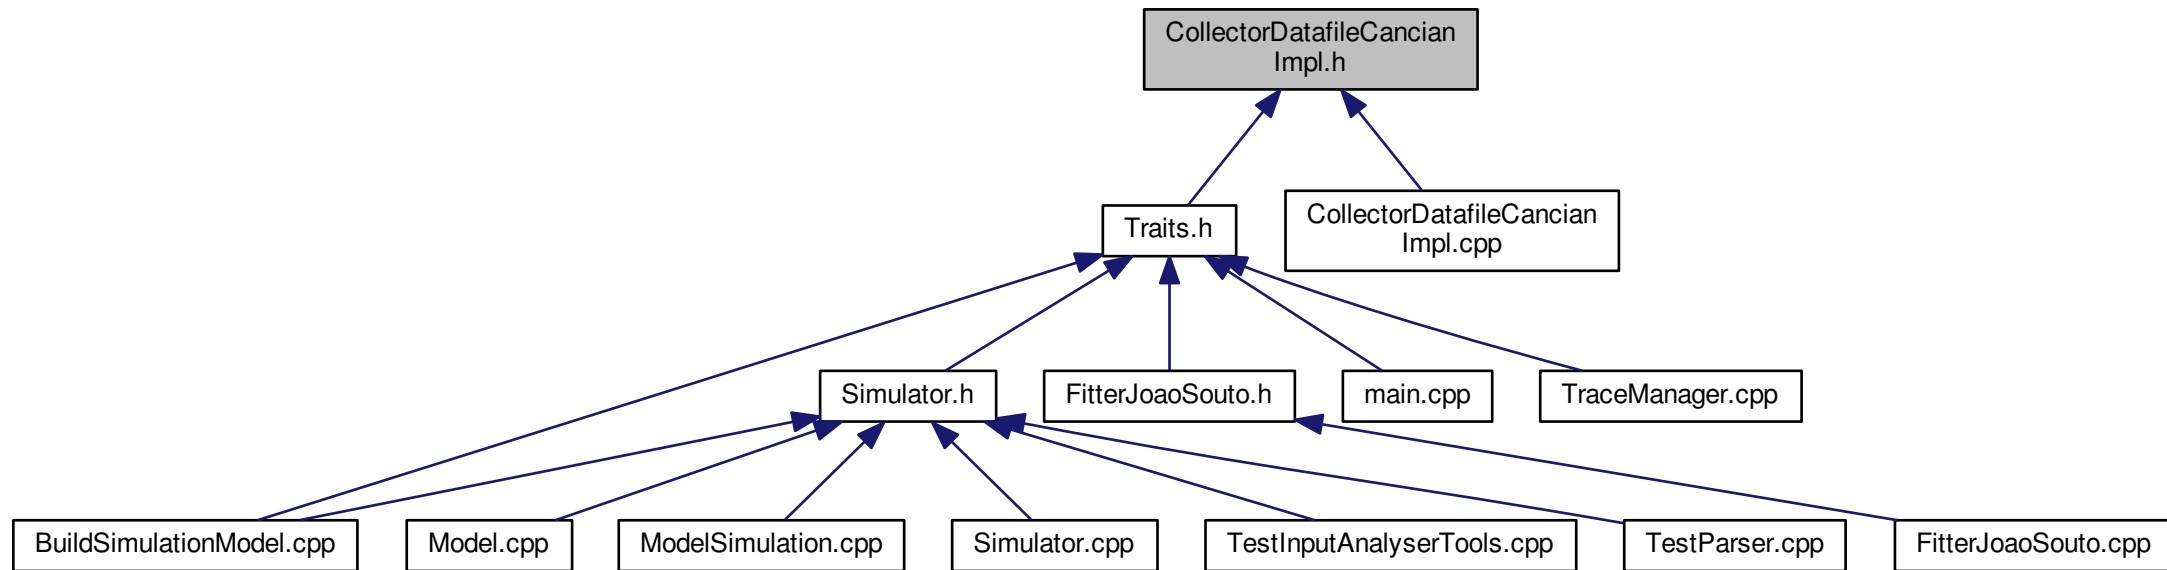 CollectorDatafileCancian
Impl.h
CollectorDatafileCancian
Impl.cpp
Traits.h
Simulator.h
FitterJoaoSouto.h
main.cpp
TraceManager.cpp
BuildSimulationModel.cpp
Model.cpp
ModelSimulation.cpp
Simulator.cpp
TestInputAnalyserTools.cpp
TestParser.cpp
FitterJoaoSouto.cpp